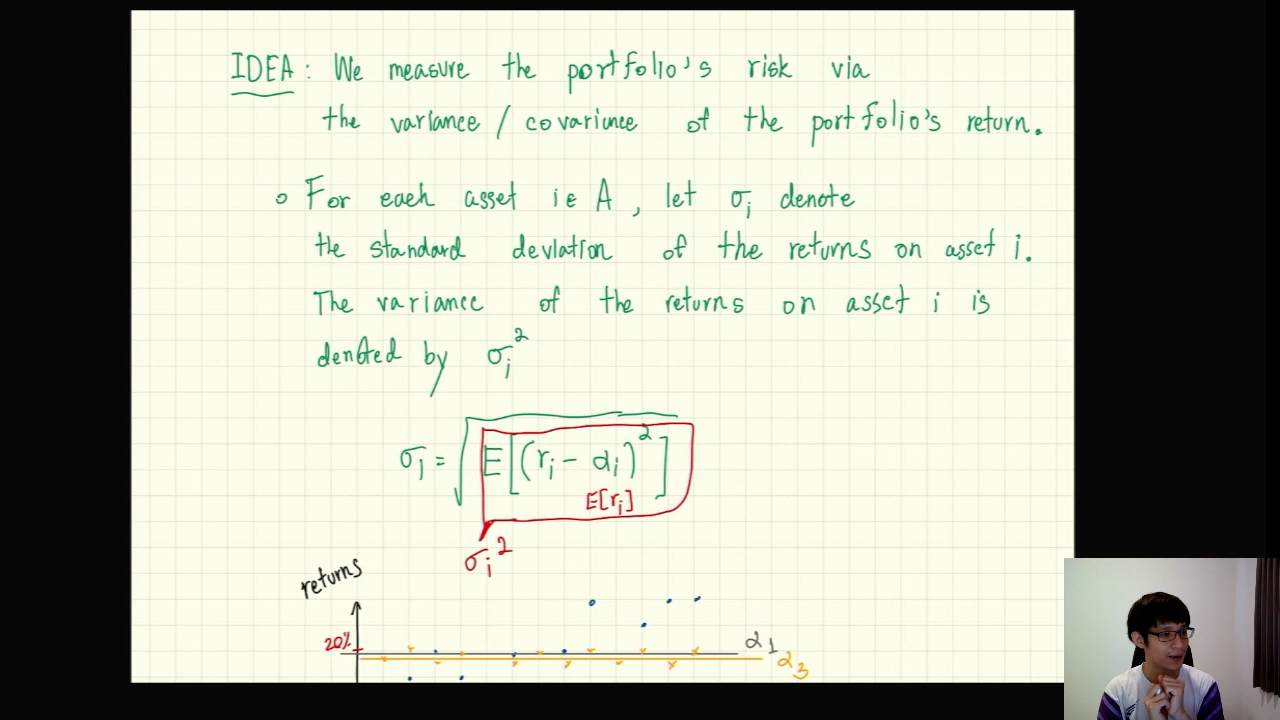 IDEA: We measure the portfolio's risk via
the variance / covariance of the portfolio's return.
o For each asset i ∈ A, let σᵢ denote
the standard deviation of the returns on asset i.
The variance of the returns on asset i is
denoted by σᵢ²
σᵢ = √E[(rᵢ - αᵢ)²]
E[rᵢ]
σᵢ²
returns
20%
α₁
α₃